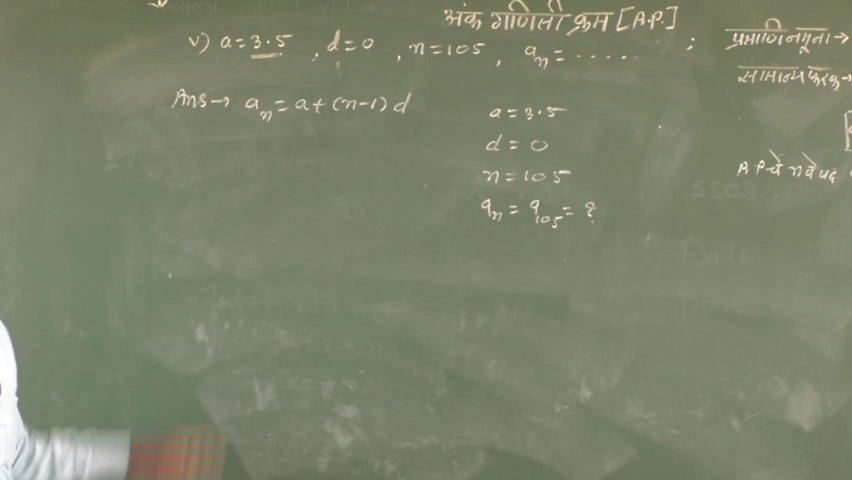 अंक गणिती क्रम [A.P.]
v) a = 3.5 , d = 0 , n = 105 , aₙ = ..... ;
Ans→ aₙ = a + (n-1) d
a = 3.5
d = 0
n = 105
aₙ = a₁₀₅ = ?
प्रमाणि नमूना →
सामान्य फरक →
A.P चे n वे पद